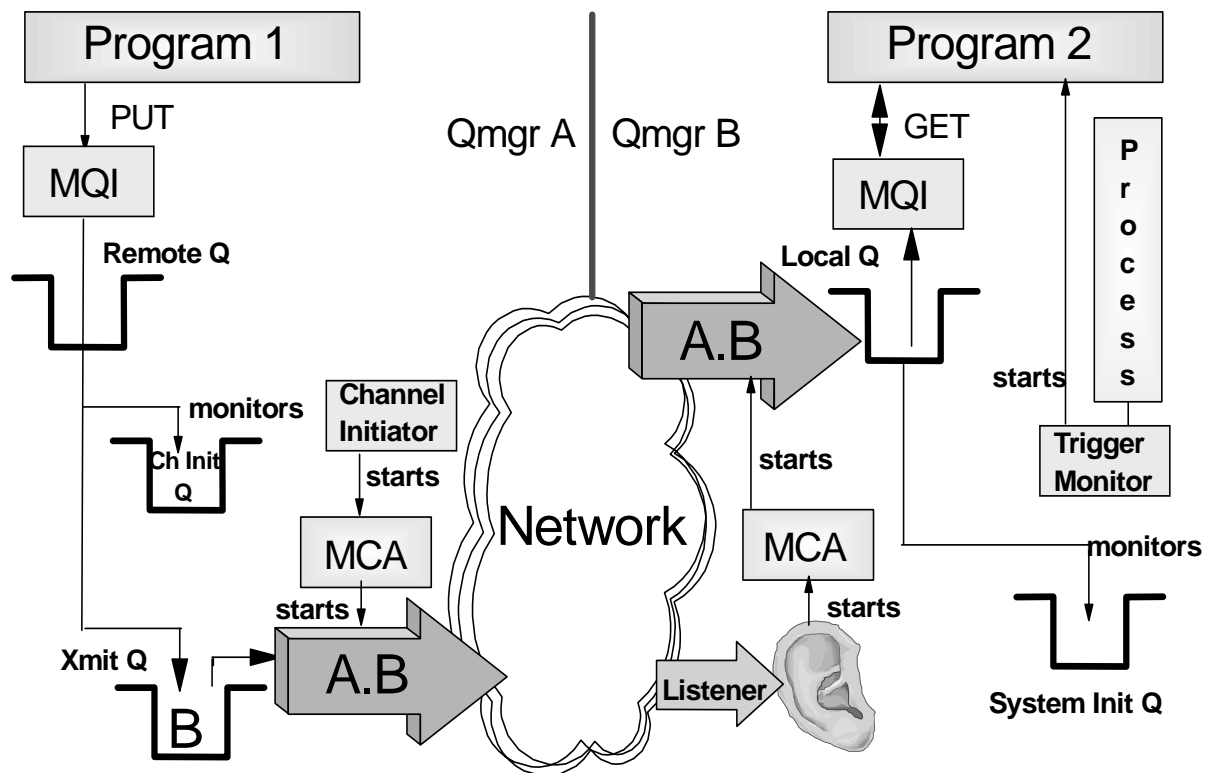 Program 1
Program 2
PUT
Qmgr A
Qmgr B
GET
MQI
MQI
Process
Remote Q
Local Q
A.B
starts
monitors
Channel
Initiator
Ch Init
Q
starts
starts
Trigger
Monitor
Network
MCA
MCA
monitors
starts
starts
Xmit Q
A.B
Listener
B
System Init Q